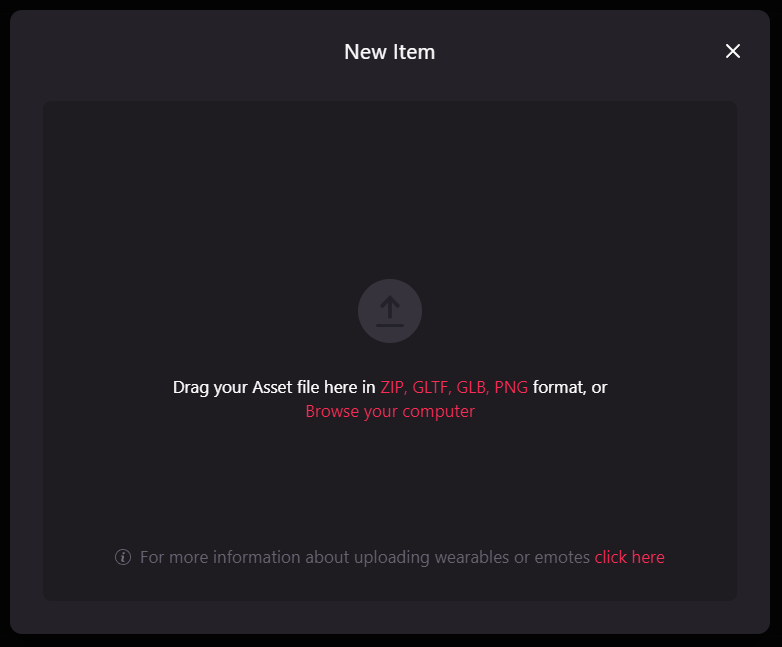 New Item
Drag your Asset file here in ZIP, GLTF, GLB, PNG format, or
Browse your computer
For more information about uploading wearables or emotes click here